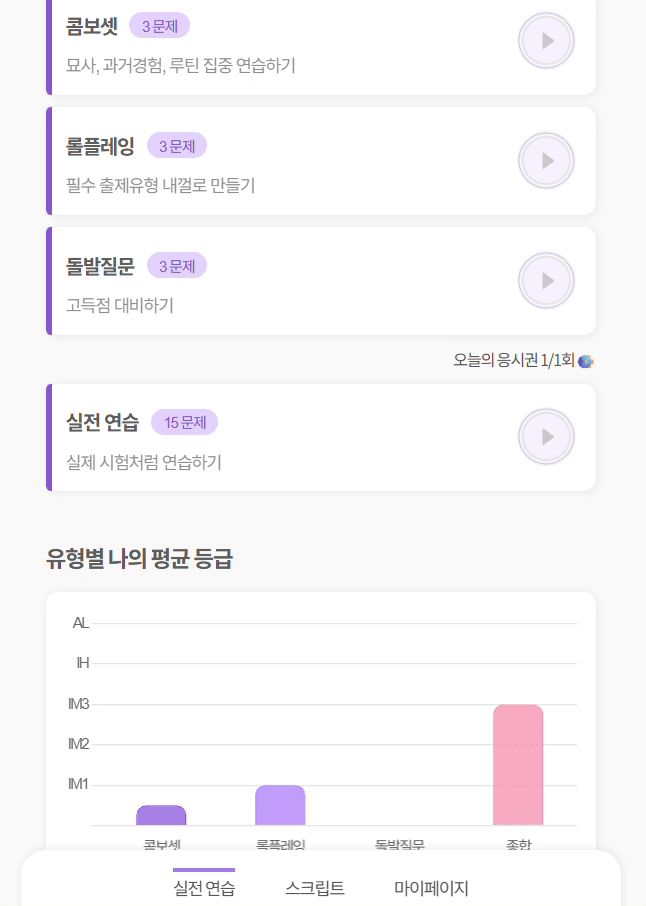 콤보셋 3 문제
묘사, 과거경험, 루틴 집중 연습하기
롤플레잉 3 문제
필수 출제유형 내껄로 만들기
돌발질문 3 문제
고득점 대비하기
오늘의 응시권 1/1회
실전 연습 15 문제
실제 시험처럼 연습하기
유형별 나의 평균 등급
AL
IH
IM3
IM2
IM1
콤보셋 롤플레잉 돌발질문 종합
실전 연습 스크립트 마이페이지